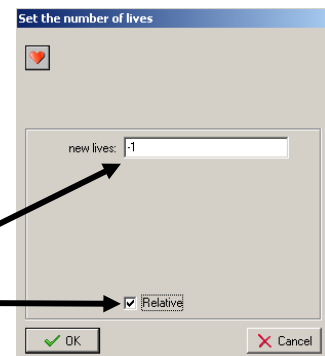 Set the number of lives
new lives: -1
Relative
OK
Cancel